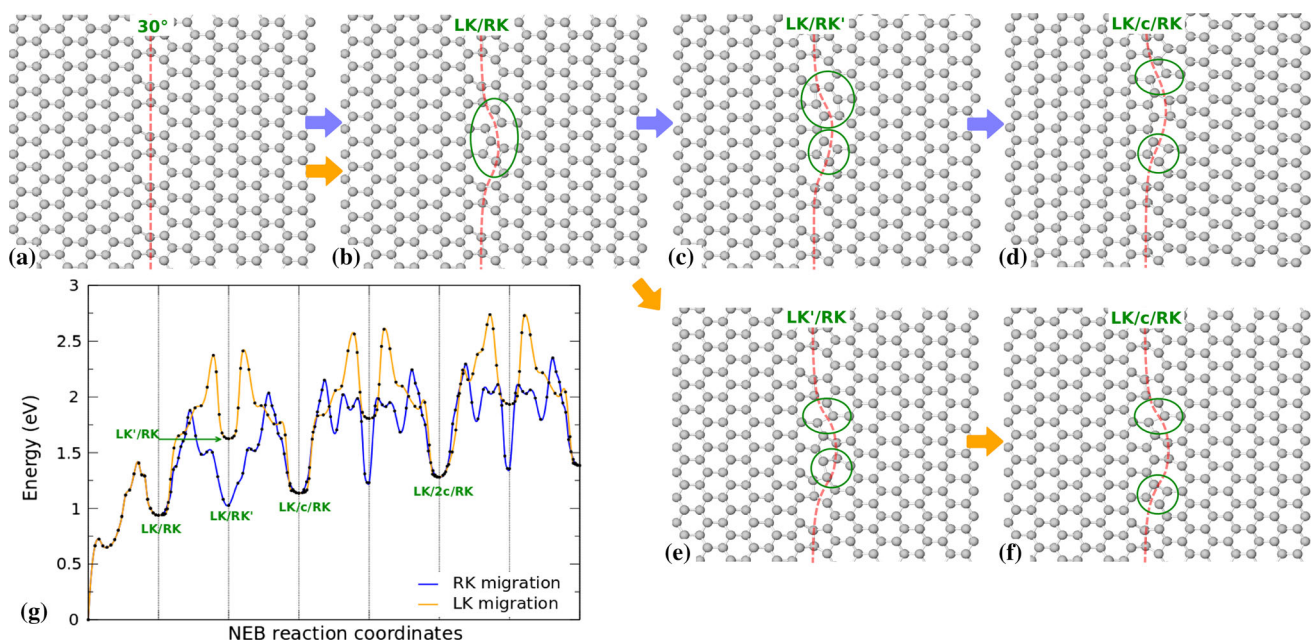 30°
LK/RK
LK/RK'
LK/c/RK
(a)
(b)
(c)
(d)
LK'/RK
LK/c/RK
(e)
(f)
3
2.5
2
1.5
1
0.5
0
Energy (eV)
LK'/RK
LK/RK
LK/RK'
LK/c/RK
LK/2c/RK
RK migration
LK migration
(g)
NEB reaction coordinates